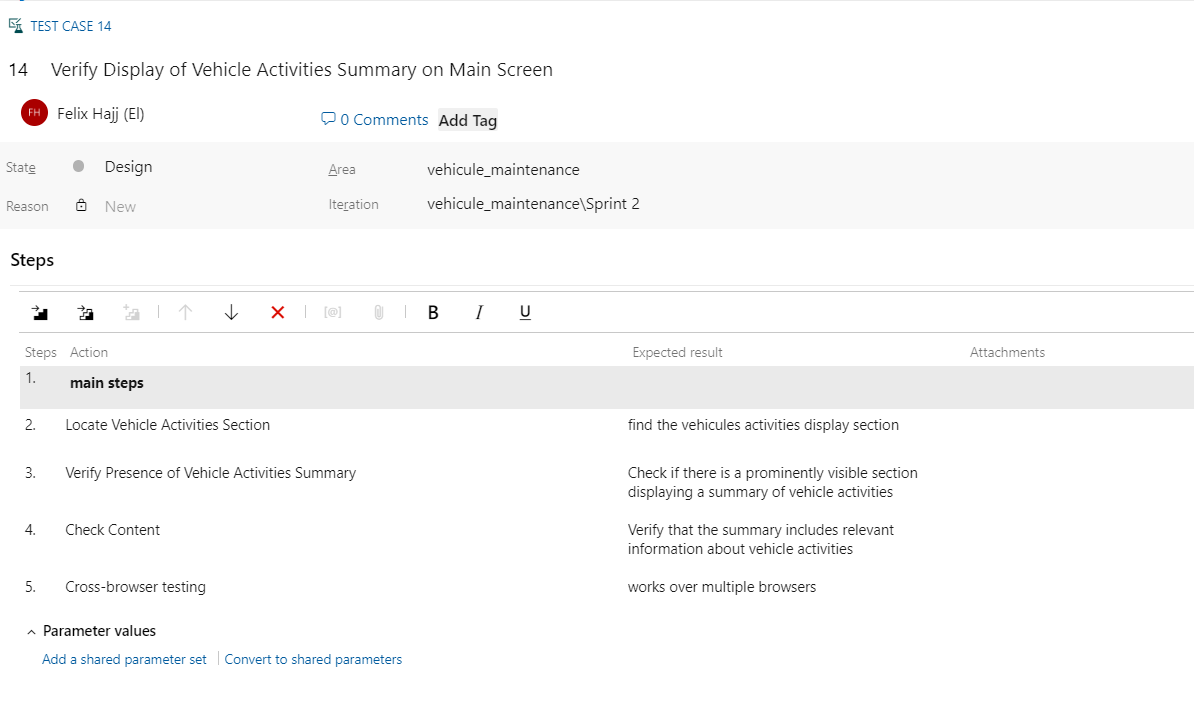 TEST CASE 14
14 Verify Display of Vehicle Activities Summary on Main Screen
FH Felix Hajj (El)
0 Comments Add Tag
State Design Area vehicule_maintenance
Reason New Iteration vehicule_maintenance\Sprint 2
Steps
[@] B I U
Steps Action Expected result Attachments
1. main steps
2. Locate Vehicle Activities Section find the vehicules activities display section
3. Verify Presence of Vehicle Activities Summary Check if there is a prominently visible section
displaying a summary of vehicle activities
4. Check Content Verify that the summary includes relevant
information about vehicle activities
5. Cross-browser testing works over multiple browsers
Parameter values
Add a shared parameter set Convert to shared parameters